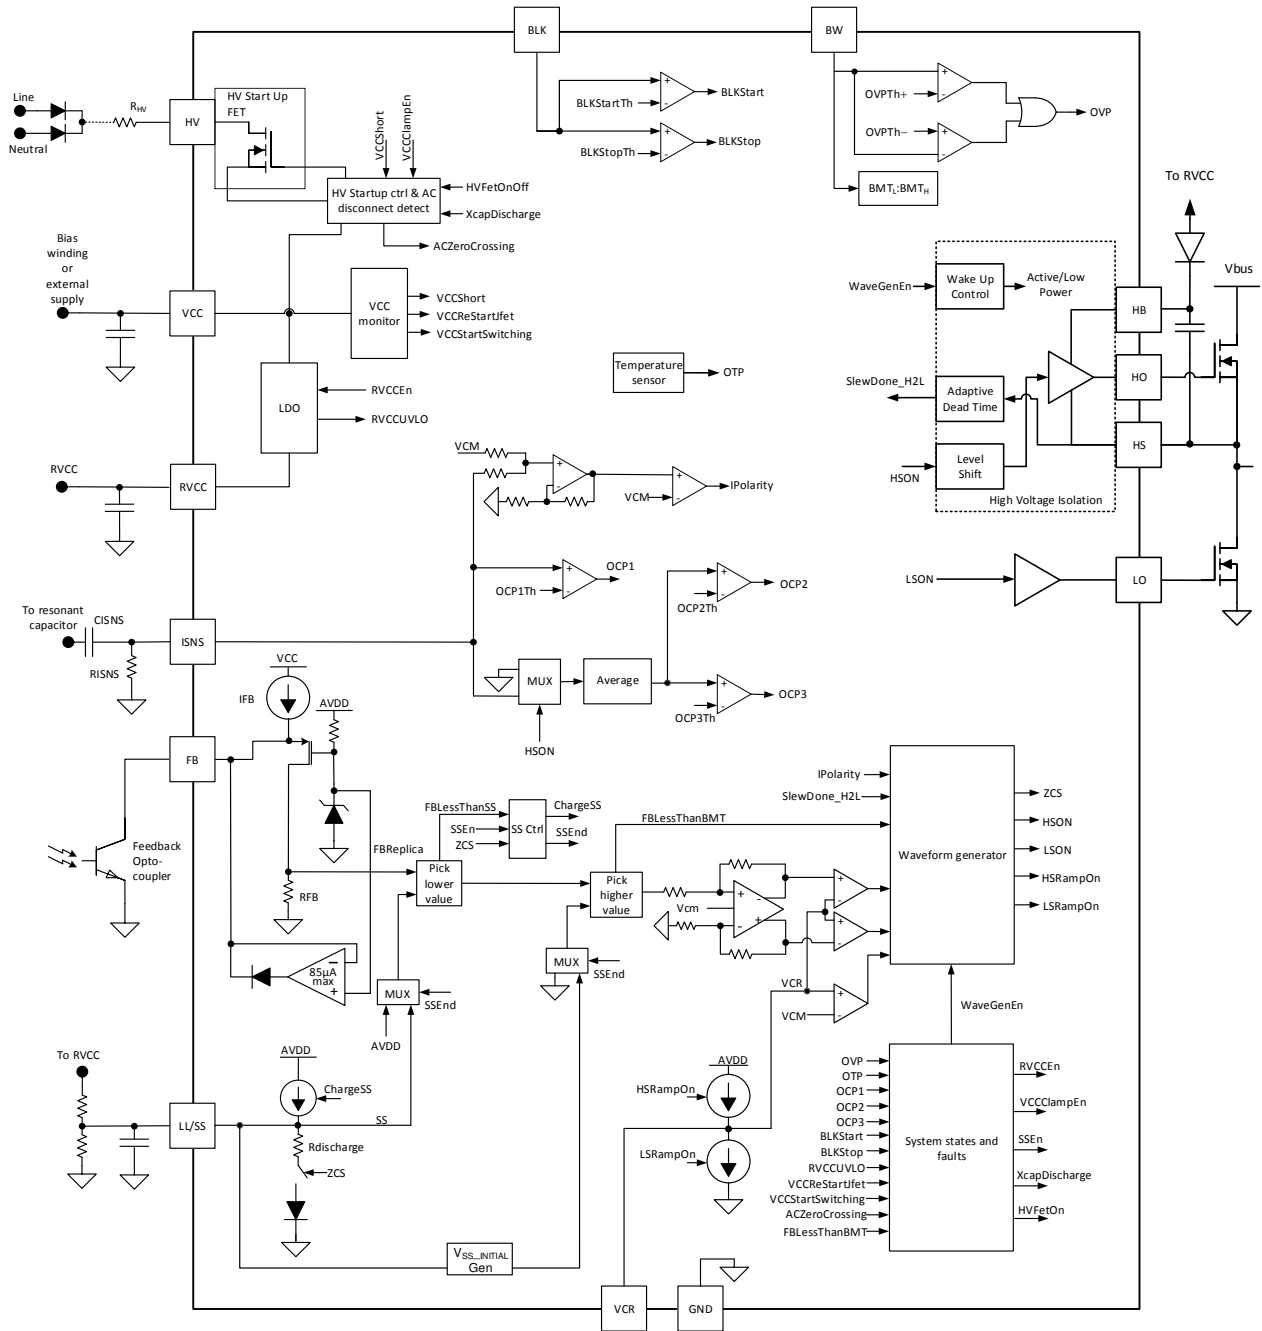 BLK
BW
Line
Neutral
R_HV
HV
HV Start Up
FET
VCCShort
VCCClampEn
HV Startup ctrl & AC
disconnect detect
HVFetOnOff
XcapDischarge
ACZeroCrossing
BLKStartTh
+
-
BLKStart
BLKStopTh
+
-
BLKStop
OVPTh+
+
-
OVPTh−
+
-
OVP
BMT_L:BMT_H
To RVCC
Vbus
Bias
winding or
external
supply
VCC
VCC
monitor
VCCShort
VCCReStartJfet
VCCStartSwitching
LDO
RVCCEn
RVCCUVLO
Temperature
sensor
OTP
WaveGenEn
Wake Up
Control
Active/Low
Power
SlewDone_H2L
Adaptive
Dead Time
HSON
Level
Shift
High Voltage Isolation
HB
HO
HS
RVCC
RVCC
VCM
+
-
VCM
+
-
IPolarity
LSON
LO
OCP1Th
+
-
OCP1
OCP2Th
+
-
OCP2
To resonant
capacitor
CISNS
RISNS
ISNS
MUX
HSON
Average
OCP3Th
+
-
OCP3
VCC
IFB
AVDD
FB
Feedback
Opto-
coupler
FBReplica
RFB
85µA
max
−
+
FBLessThanSS
SSEn
ZCS
SS Ctrl
ChargeSS
SSEnd
Pick
lower
value
FBLessThanBMT
Pick
higher
value
Vcm
+
-
-
+
+
-
+
-
MUX
SSEnd
AVDD
MUX
SSEnd
VCR
VCM
+
-
IPolarity
SlewDone_H2L
Waveform generator
ZCS
HSON
LSON
HSRampOn
LSRampOn
WaveGenEn
To RVCC
LL/SS
AVDD
ChargeSS
SS
Rdischarge
ZCS
V_SS_INITIAL
Gen
AVDD
HSRampOn
LSRampOn
OVP
OTP
OCP1
OCP2
OCP3
BLKStart
BLKStop
RVCCUVLO
VCCReStartJfet
VCCStartSwitching
ACZeroCrossing
FBLessThanBMT
System states and
faults
RVCCEn
VCCClampEn
SSEn
XcapDischarge
HVFetOn
VCR
GND